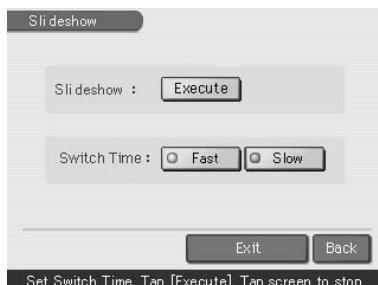 Slideshow
Slideshow : Execute
Switch Time : Fast Slow
Exit Back
Set Switch Time. Tap [Execute]. Tap screen to stop.